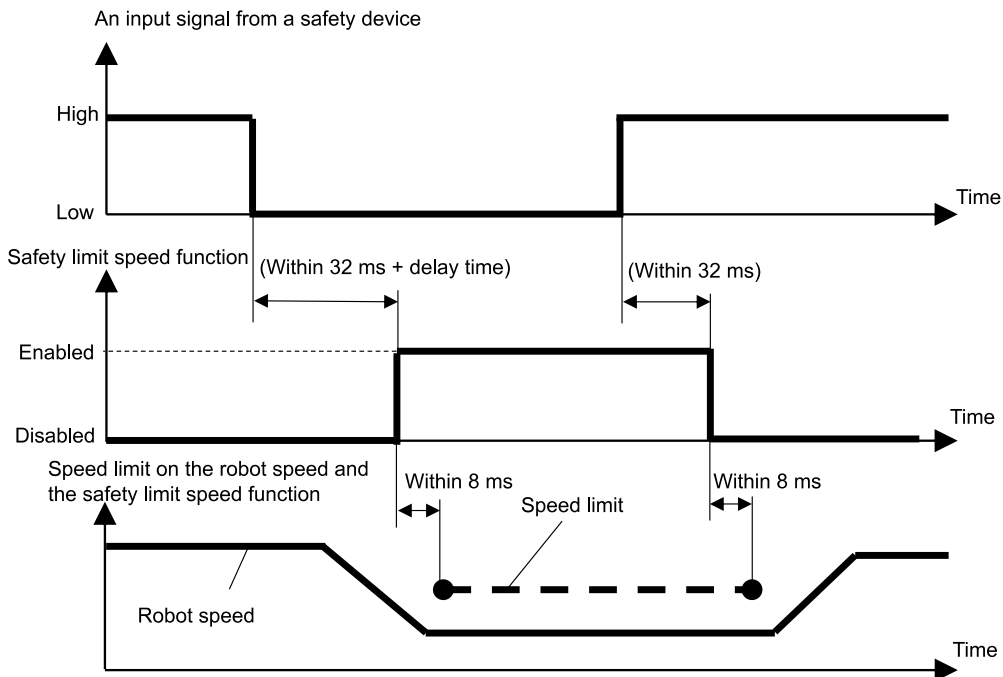 An input signal from a safety device
High
Low
Time
Safety limit speed function
(Within 32 ms + delay time)
(Within 32 ms)
Enabled
Disabled
Time
Speed limit on the robot speed and
the safety limit speed function
Within 8 ms
Within 8 ms
Speed limit
Robot speed
Time